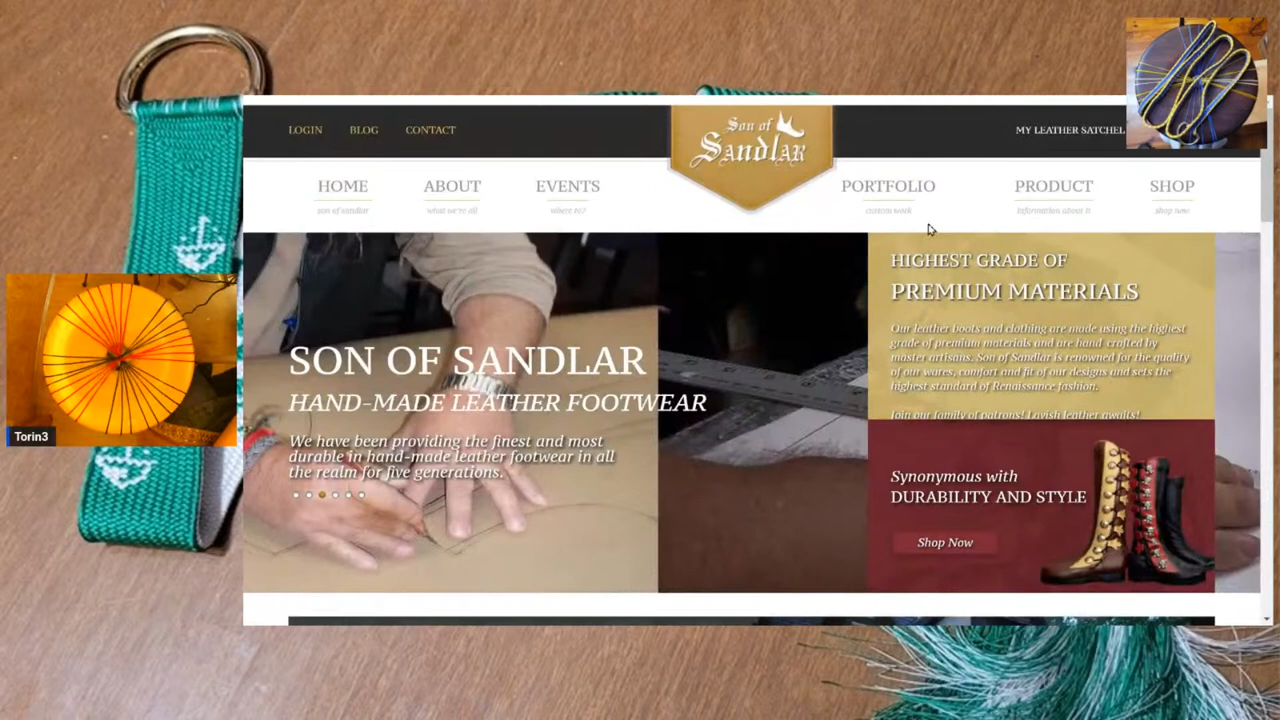 LOGIN BLOG CONTACT
Son of
Sandlar
MY LEATHER SATCHEL
HOME ABOUT EVENTS PORTFOLIO PRODUCT SHOP
son of sandlar what we're all where to? custom work information about it shop now
HIGHEST GRADE OF
PREMIUM MATERIALS
Our leather boots and clothing are made using the highest
grade of premium materials and are hand crafted by
master artisans. Son of Sandlar is renowned for the quality
of our wares, comfort and fit of our designs and sets the
highest standard of Renaissance fashion.
Join our family of patrons! Lavish leather awaits!
SON OF SANDLAR
HAND-MADE LEATHER FOOTWEAR
We have been providing the finest and most
durable in hand-made leather footwear in all
the realm for five generations.
Synonymous with
DURABILITY AND STYLE
Shop Now
Torin3